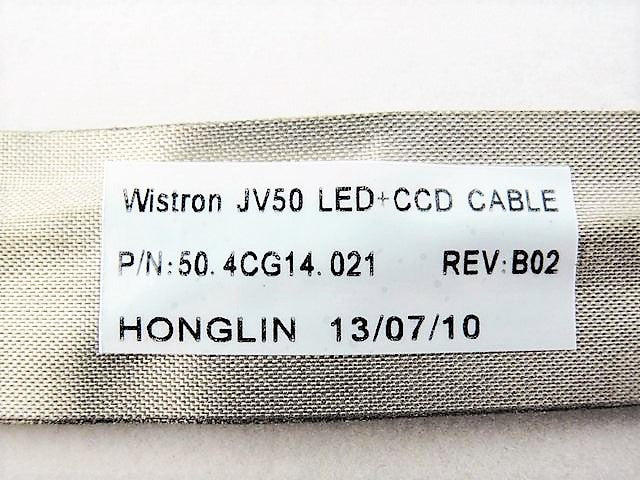 Wistron JV50 LED+CCD CABLE
P/N:50.4CG14.021 REV:B02
HONGLIN 13/07/10